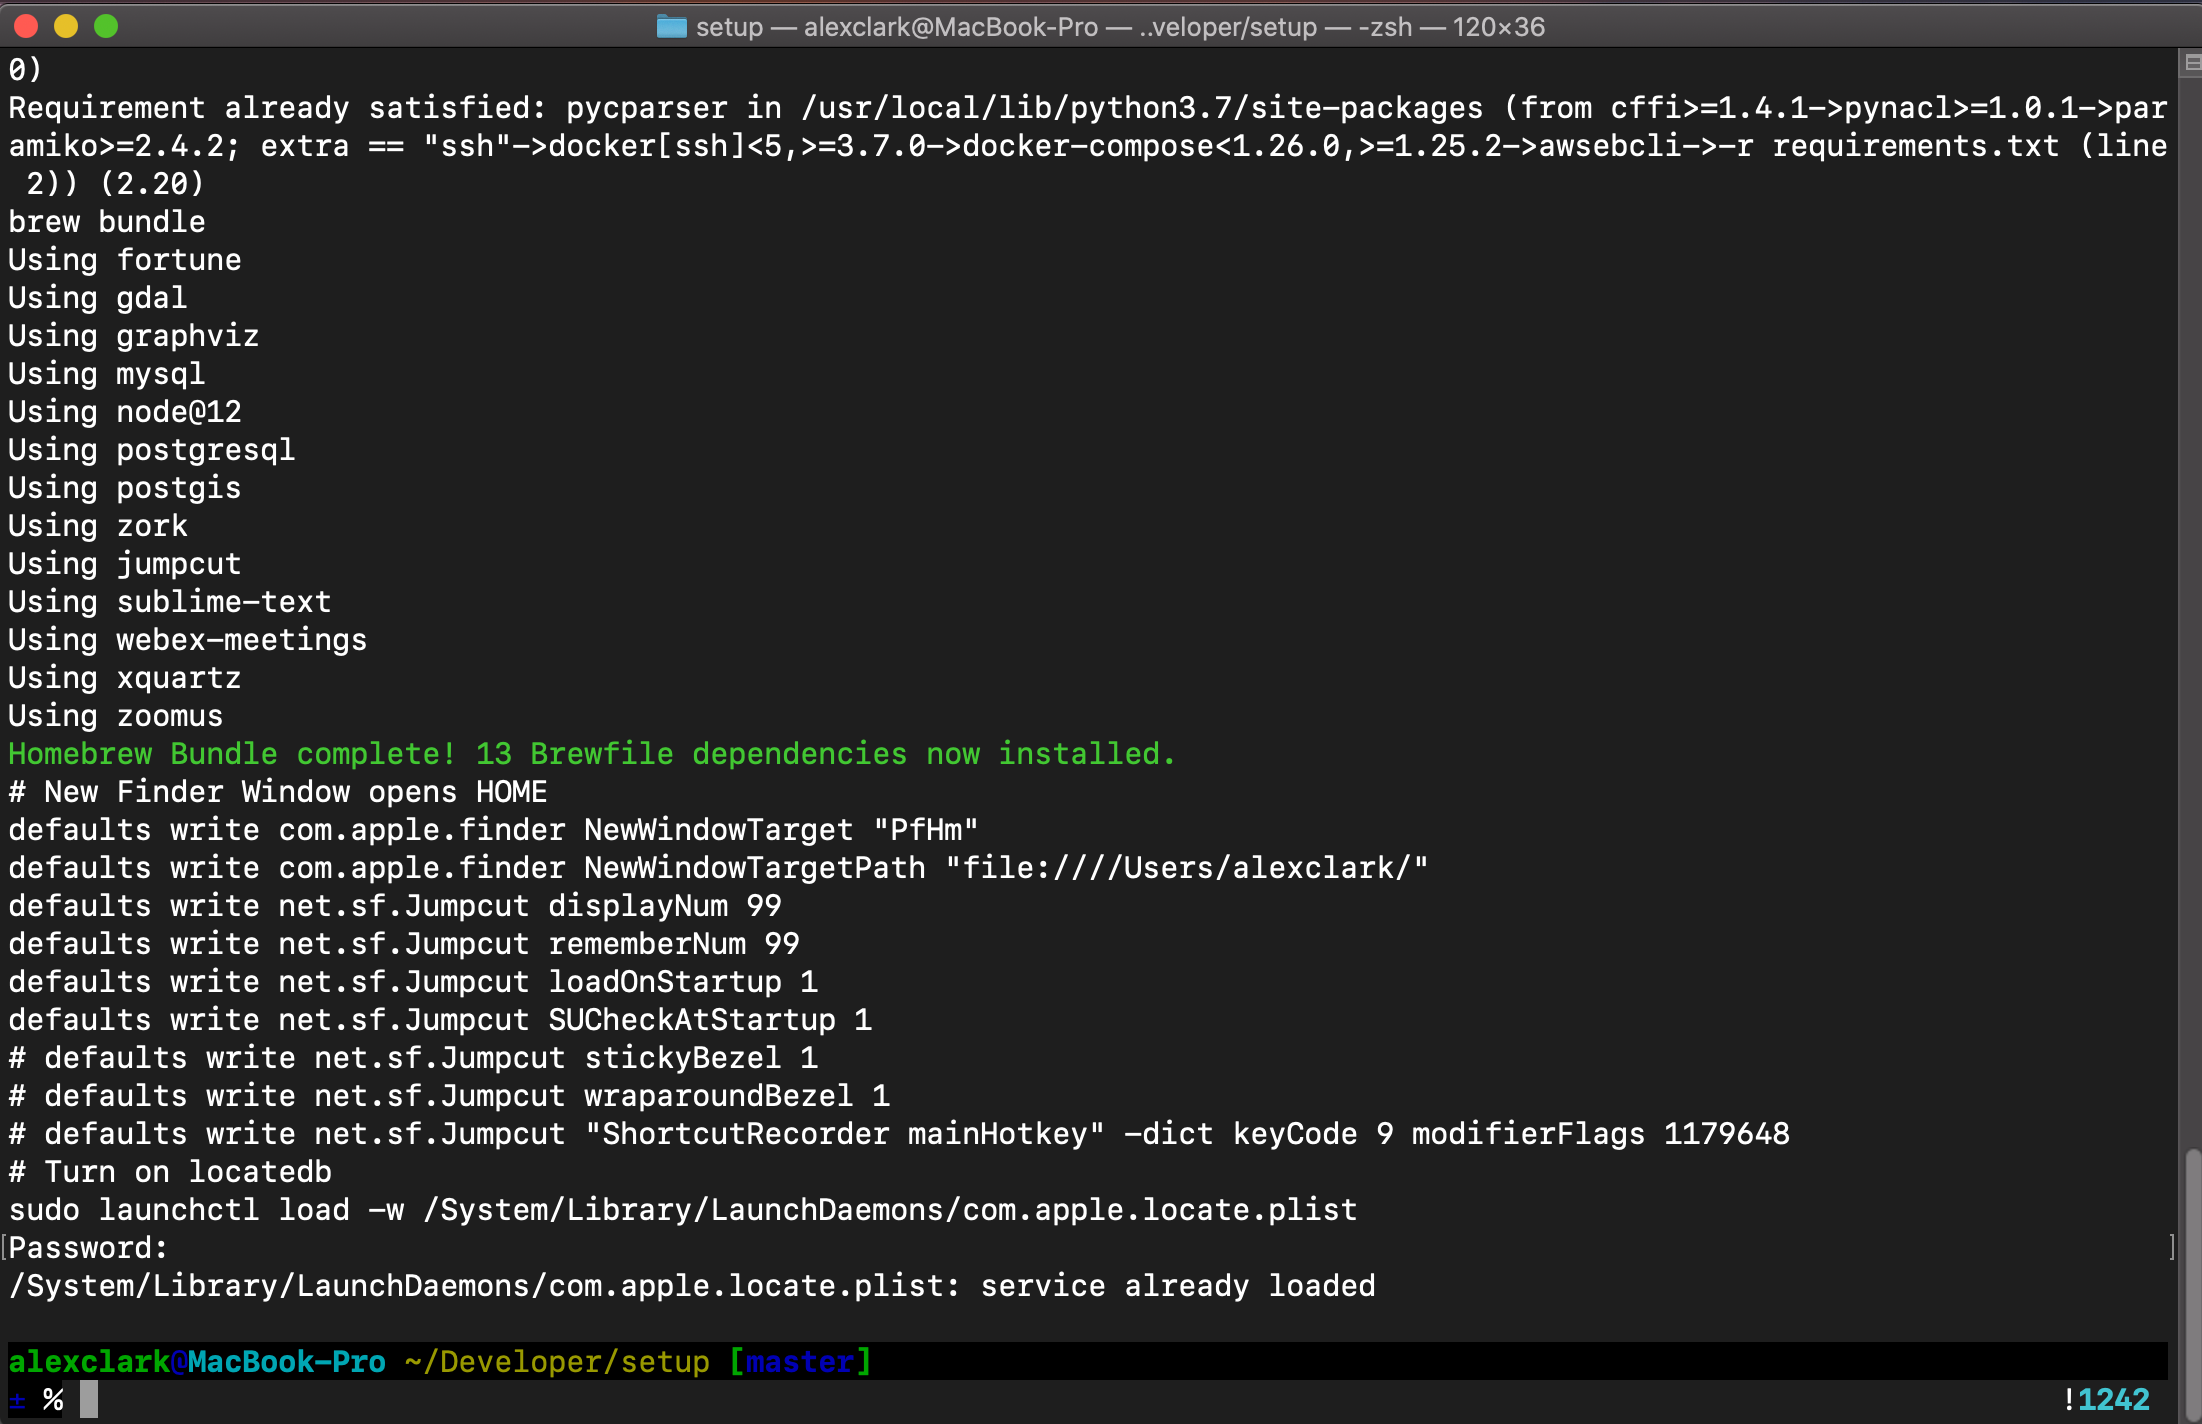 setup — alexclark@MacBook-Pro — ..veloper/setup — -zsh — 120×36
0)
Requirement already satisfied: pycparser in /usr/local/lib/python3.7/site-packages (from cffi>=1.4.1->pynacl>=1.0.1->par
amiko>=2.4.2; extra == "ssh"->docker[ssh]<5,>=3.7.0->docker-compose<1.26.0,>=1.25.2->awsebcli->-r requirements.txt (line
 2)) (2.20)
brew bundle
Using fortune
Using gdal
Using graphviz
Using mysql
Using node@12
Using postgresql
Using postgis
Using zork
Using jumpcut
Using sublime-text
Using webex-meetings
Using xquartz
Using zoomus
Homebrew Bundle complete! 13 Brewfile dependencies now installed.
# New Finder Window opens HOME
defaults write com.apple.finder NewWindowTarget "PfHm"
defaults write com.apple.finder NewWindowTargetPath "file:////Users/alexclark/"
defaults write net.sf.Jumpcut displayNum 99
defaults write net.sf.Jumpcut rememberNum 99
defaults write net.sf.Jumpcut loadOnStartup 1
defaults write net.sf.Jumpcut SUCheckAtStartup 1
# defaults write net.sf.Jumpcut stickyBezel 1
# defaults write net.sf.Jumpcut wraparoundBezel 1
# defaults write net.sf.Jumpcut "ShortcutRecorder mainHotkey" -dict keyCode 9 modifierFlags 1179648
# Turn on locatedb
sudo launchctl load -w /System/Library/LaunchDaemons/com.apple.locate.plist
[Password: ]
/System/Library/LaunchDaemons/com.apple.locate.plist: service already loaded
alexclark@MacBook-Pro ~/Developer/setup [master]
± % !1242